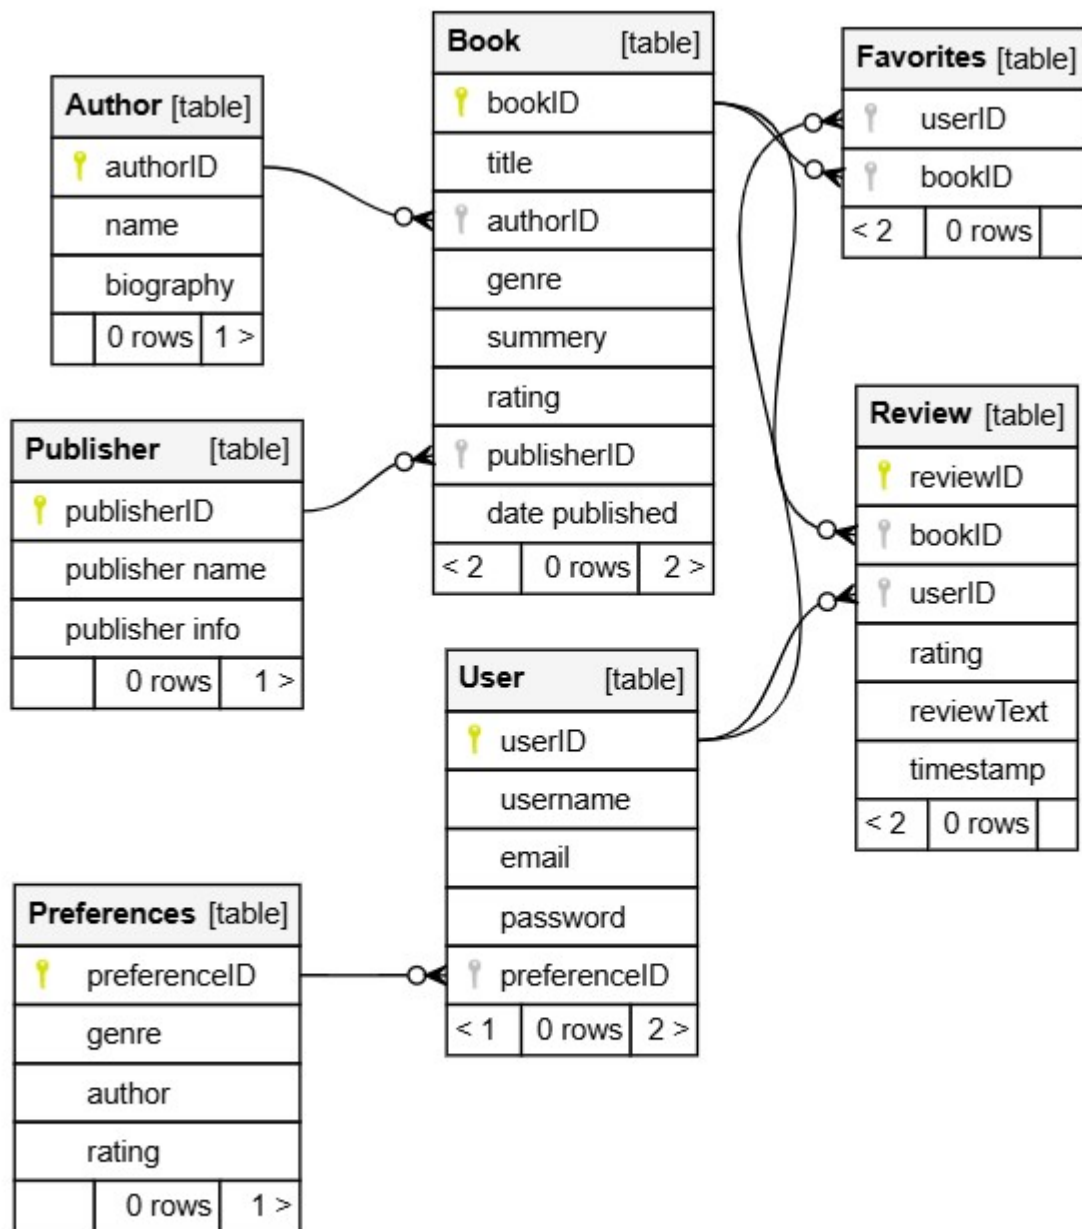 Author [table]
authorID
name
biography
0 rows 1 >
Publisher [table]
publisherID
publisher name
publisher info
0 rows 1 >
Book [table]
bookID
title
authorID
genre
summery
rating
publisherID
date published
< 2 0 rows 2 >
Favorites [table]
userID
bookID
< 2 0 rows
Review [table]
reviewID
bookID
userID
rating
reviewText
timestamp
< 2 0 rows
User [table]
userID
username
email
password
preferenceID
< 1 0 rows 2 >
Preferences [table]
preferenceID
genre
author
rating
0 rows 1 >